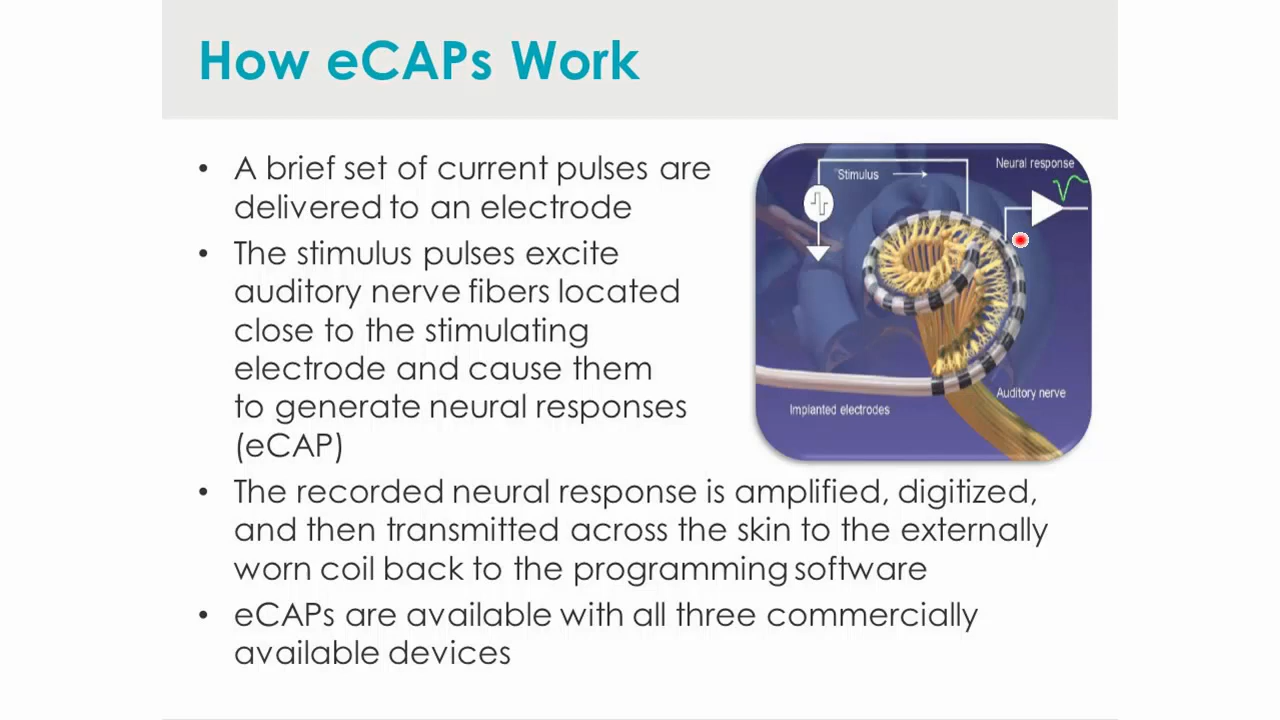 How eCAPs Work
• A brief set of current pulses are
delivered to an electrode
• The stimulus pulses excite
auditory nerve fibers located
close to the stimulating
electrode and cause them
to generate neural responses
(eCAP)
Neural response
Stimulus
Auditory nerve
Implanted electrodes
• The recorded neural response is amplified, digitized,
and then transmitted across the skin to the externally
worn coil back to the programming software
• eCAPs are available with all three commercially
available devices